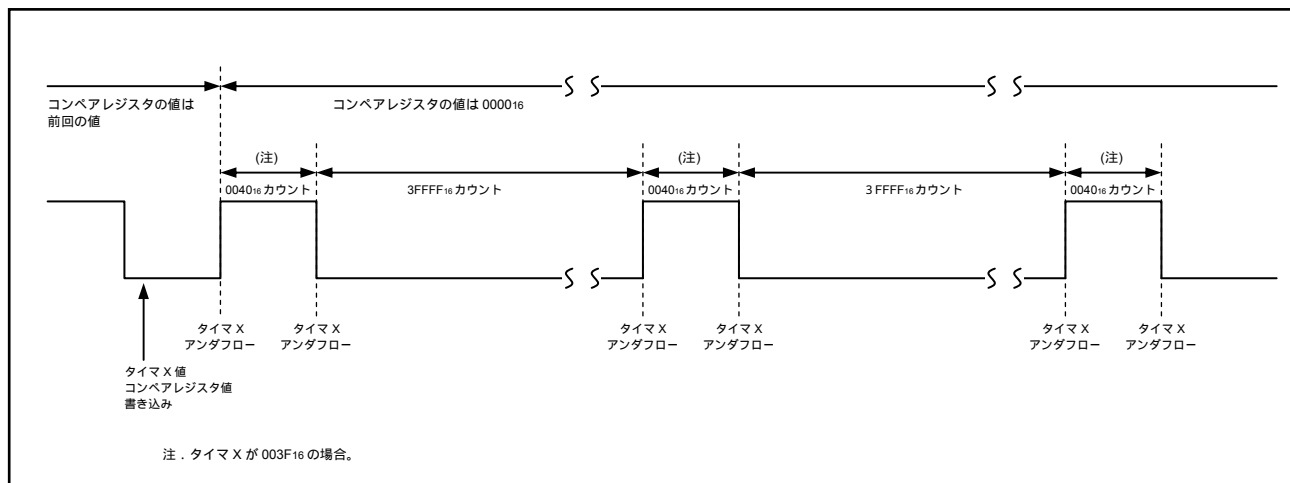 コンペアレジスタの値は
前回の値
コンペアレジスタの値は 000016
(注)
(注)
(注)
004016 カウント
3FFFF16 カウント
004016 カウント
3 FFFF16 カウント
004016 カウント
タイマ X
アンダフロー
タイマ X
アンダフロー
タイマ X
アンダフロー
タイマ X
アンダフロー
タイマ X
アンダフロー
タイマ X
アンダフロー
タイマ X 値
コンペアレジスタ値
書き込み
注 . タイマ X が 003F16 の場合。